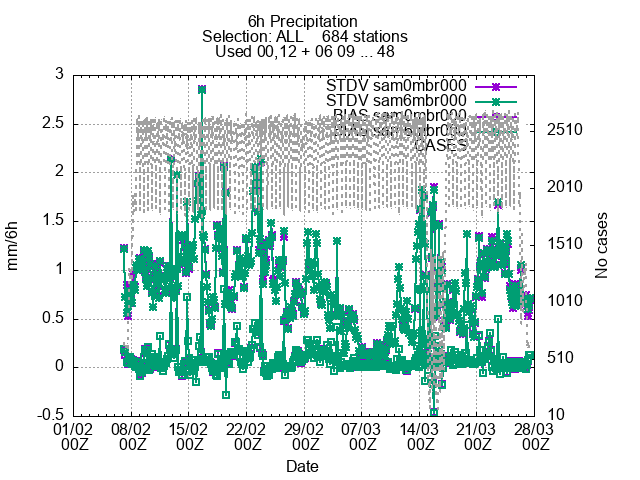 6h Precipitation
Selection: ALL    684 stations
Used 00,12 + 06 09 ... 48
STDV sam0mbr000
STDV sam6mbr000
BIAS sam0mbr000
BIAS sam6mbr000
CASES
3
2.5
2
1.5
1
0.5
0
-0.5
mm/6h
2510
2010
1510
1010
510
10
No cases
01/02 08/02 15/02 22/02 29/02 07/03 14/03 21/03 28/03
00Z 00Z 00Z 00Z 00Z 00Z 00Z 00Z 00Z
Date